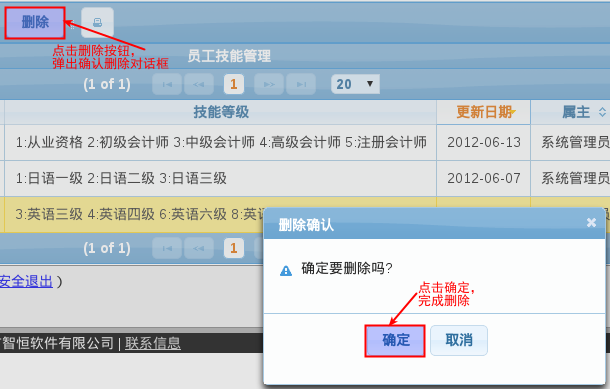 删除
点击删除按钮，
弹出确认删除对话框
员工技能管理
(1 of 1) 1 20
技能等级 更新日期 属主
1:从业资格 2:初级会计师 3:中级会计师 4:高级会计师 5:注册会计师 2012-06-13 系统管理员
1:日语一级 2:日语二级 3:日语三级 2012-06-07 系统管理员
3:英语三级 4:英语四级 6:英语六级 8:英
(1 of 1) 1
删除确认
确定要删除吗?
安全退出 )
点击确定，
完成删除
确定 取消
智恒软件有限公司 | 联系信息